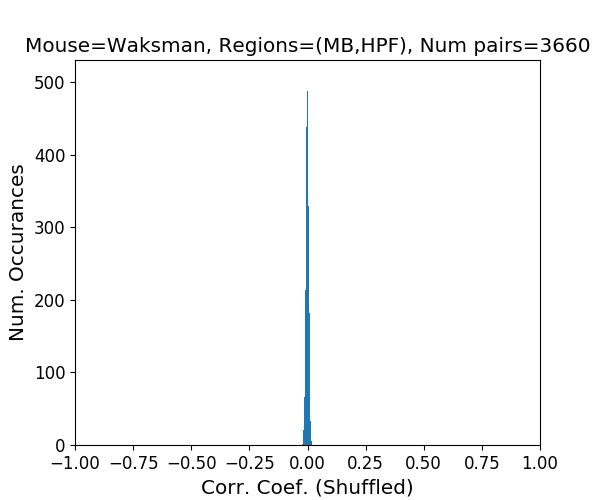 Mouse=Waksman, Regions=(MB,HPF), Num pairs=3660
Num. Occurances
500
400
300
200
100
0
−1.00 −0.75 −0.50 −0.25 0.00 0.25 0.50 0.75 1.00
Corr. Coef. (Shuffled)